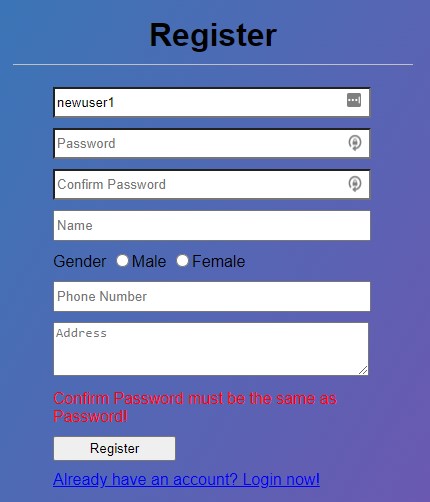 Register
newuser1
Password
Confirm Password
Name
Gender Male Female
Phone Number
Address
Confirm Password must be the same as
Password!
Register
Already have an account? Login now!